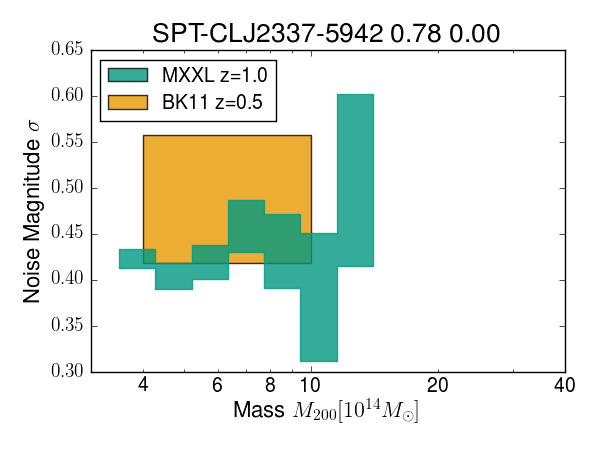 SPT-CLJ2337-5942 0.78 0.00
MXXL z=1.0
BK11 z=0.5
Noise Magnitude σ
0.65
0.60
0.55
0.50
0.45
0.40
0.35
0.30
4 6 8 10 20 40
Mass M₂₀₀[10¹⁴M☉]